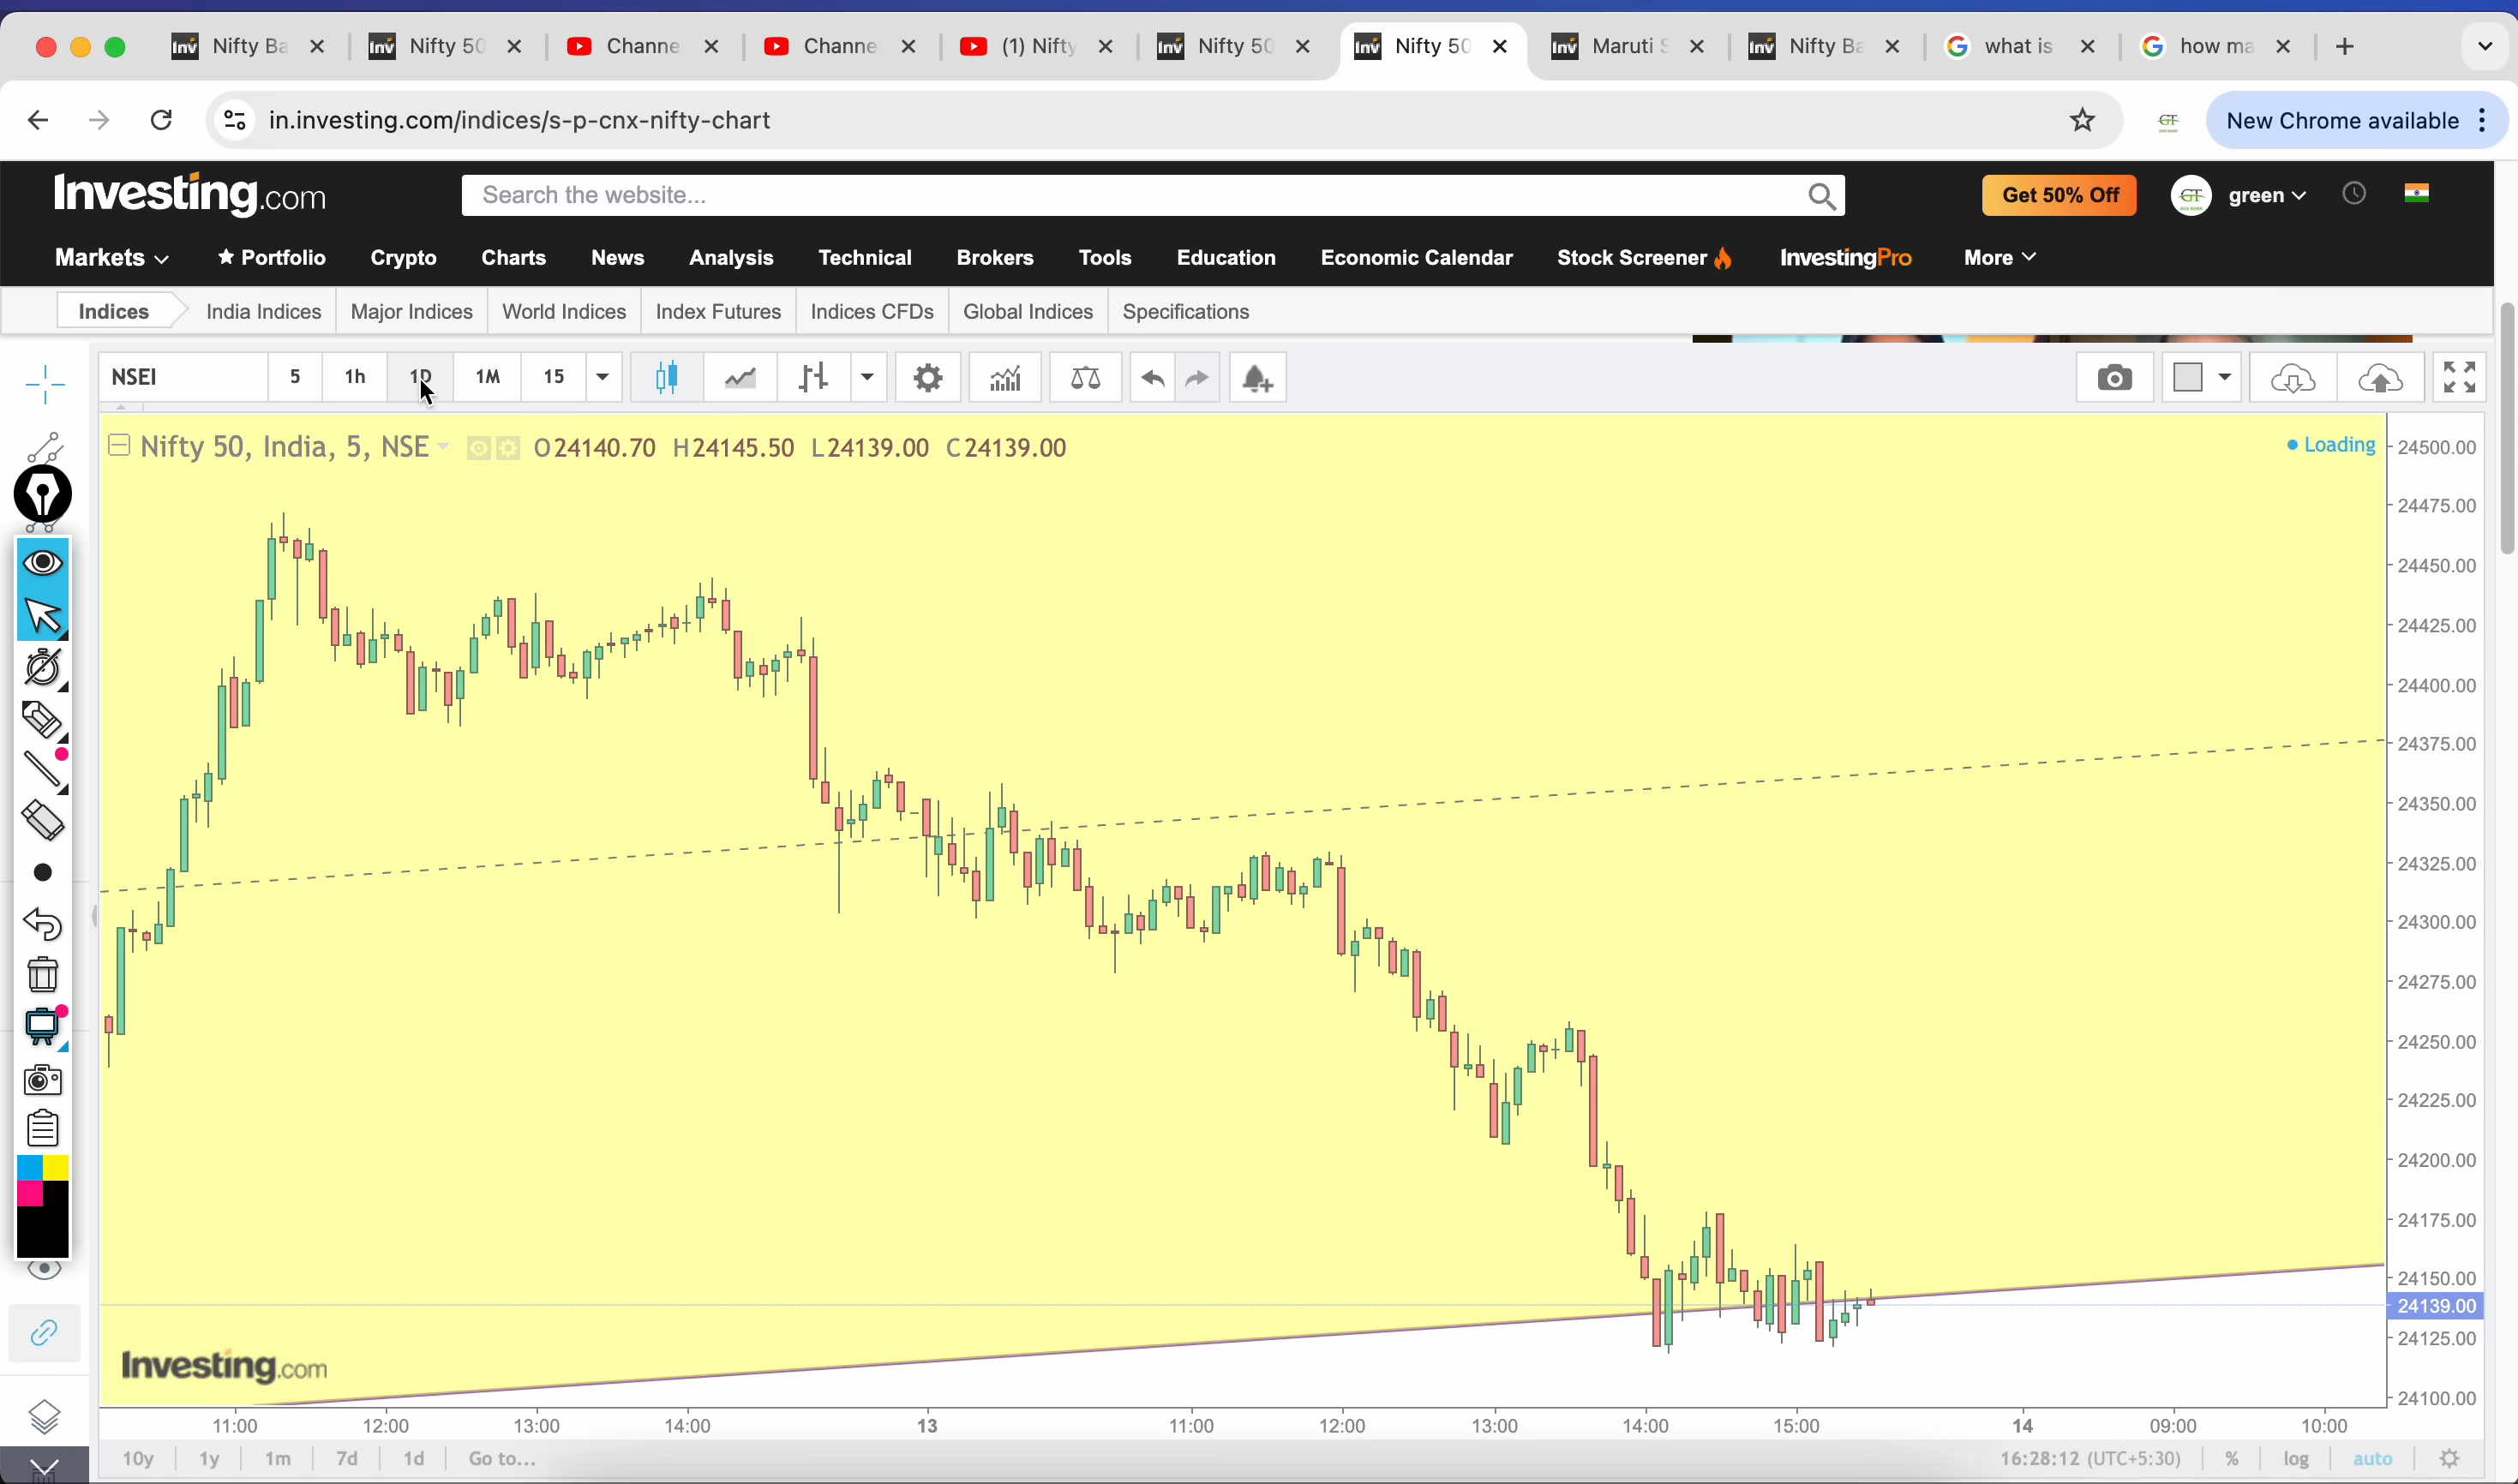 Nifty Ba
Nifty 50
Channe
Channe
(1) Nifty
Nifty 50
Nifty 50
Maruti S
Nifty Ba
what is
how ma
in.investing.com/indices/s-p-cnx-nifty-chart
New Chrome available
Investing.com
Search the website...
Get 50% Off
green
Markets Portfolio Crypto Charts News Analysis Technical Brokers Tools Education Economic Calendar Stock Screener InvestingPro More
Indices India Indices Major Indices World Indices Index Futures Indices CFDs Global Indices Specifications
NSEI 5 1h 1D 1M 15
Nifty 50, India, 5, NSE O24140.70 H24145.50 L24139.00 C24139.00
Loading
24500.00
24475.00
24450.00
24425.00
24400.00
24375.00
24350.00
24325.00
24300.00
24275.00
24250.00
24225.00
24200.00
24175.00
24150.00
24139.00
24125.00
24100.00
Investing.com
11:00 12:00 13:00 14:00 13 11:00 12:00 13:00 14:00 15:00 14 09:00 10:00
10y 1y 1m 7d 1d Go to... 16:28:12 (UTC+5:30) % log auto